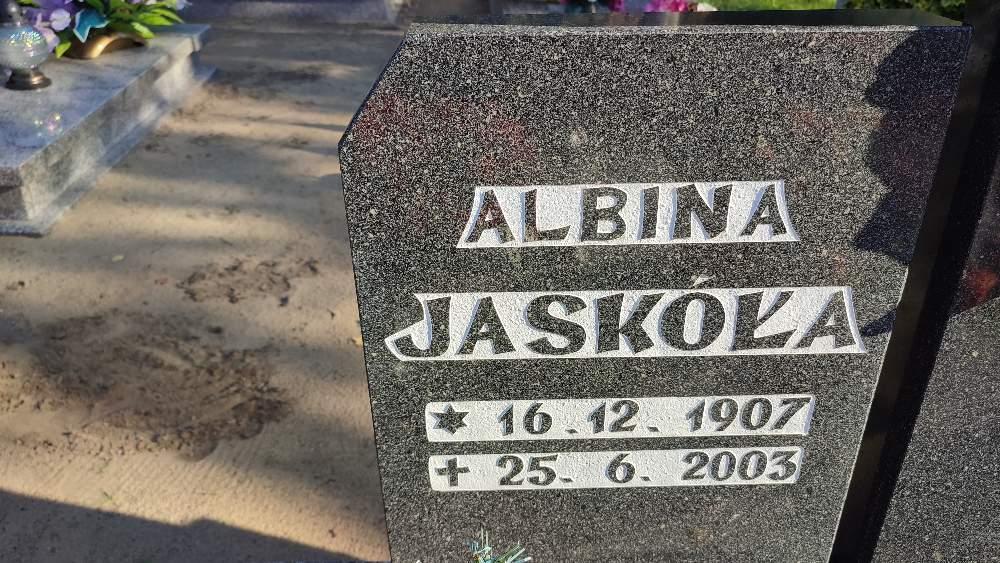 ALBINA
JASKÓŁA
★ 16.12.1907
✝ 25.6.2003